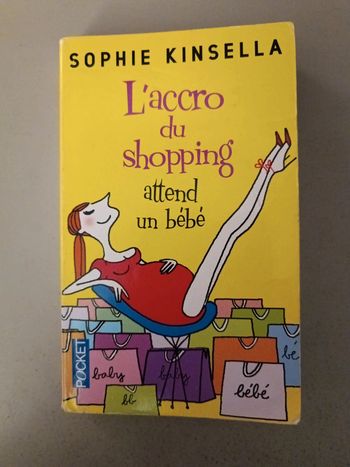 SOPHIE KINSELLA
L'accro
du
shopping
attend
un bébé
POCKET
baby
bb
baby
bébé
bé